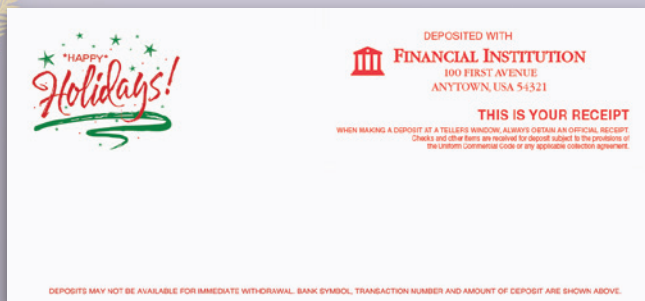 *HAPPY*
Holidays!
DEPOSITED WITH
FINANCIAL INSTITUTION
100 FIRST AVENUE
ANYTOWN, USA 54321
THIS IS YOUR RECEIPT
WHEN MAKING A DEPOSIT AT A TELLERS WINDOW, ALWAYS OBTAIN AN OFFICIAL RECEIPT
Checks and other items are received for deposit subject to the provisions of
the Uniform Commercial Code or any applicable collection agreement.
DEPOSITS MAY NOT BE AVAILABLE FOR IMMEDIATE WITHDRAWAL. BANK SYMBOL, TRANSACTION NUMBER AND AMOUNT OF DEPOSIT ARE SHOWN ABOVE.